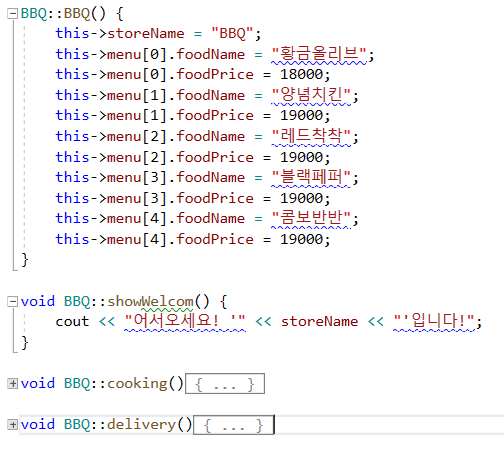 BBQ::BBQ() {
this->storeName = "BBQ";
this->menu[0].foodName = "황금올리브";
this->menu[0].foodPrice = 18000;
this->menu[1].foodName = "양념치킨";
this->menu[1].foodPrice = 19000;
this->menu[2].foodName = "레드착착";
this->menu[2].foodPrice = 19000;
this->menu[3].foodName = "블랙페퍼";
this->menu[3].foodPrice = 19000;
this->menu[4].foodName = "콤보반반";
this->menu[4].foodPrice = 19000;
}
void BBQ::showWelcom() {
cout << "어서오세요! '" << storeName << "'입니다!";
}
void BBQ::cooking() { ... }
void BBQ::delivery() { ... }